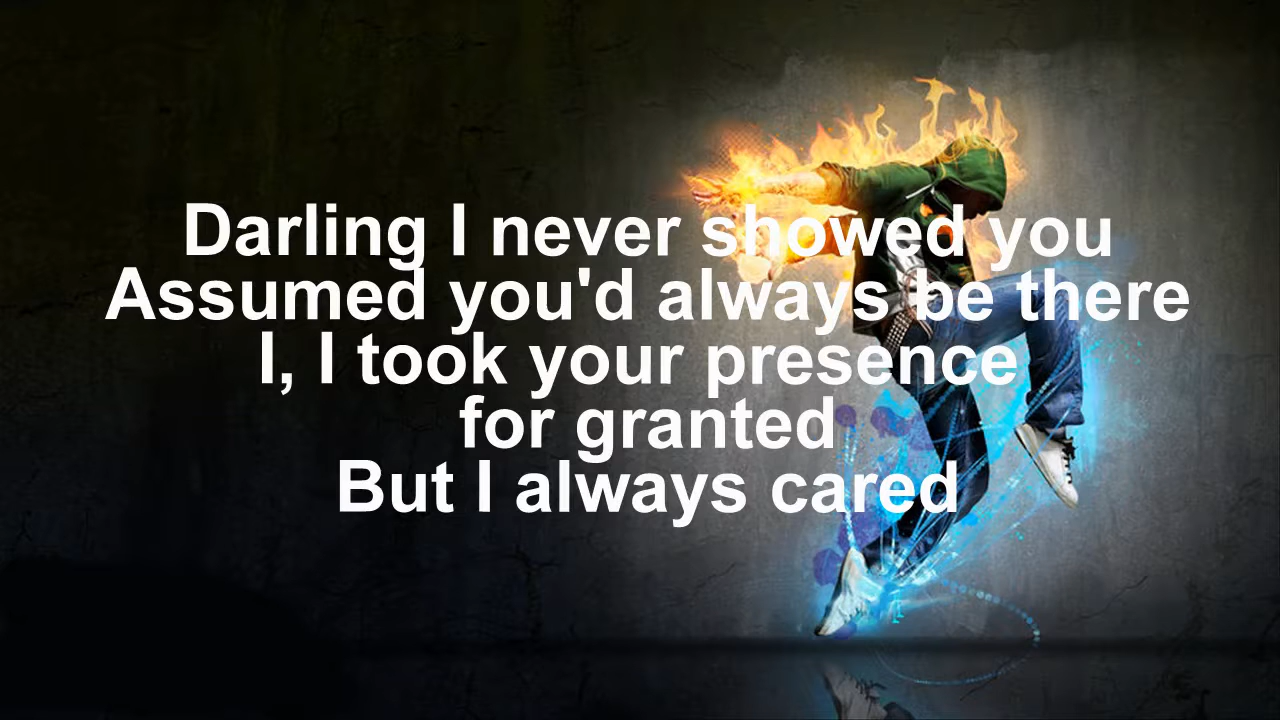 Darling I never showed you
Assumed you'd always be there
I, I took your presence
for granted
But I always cared